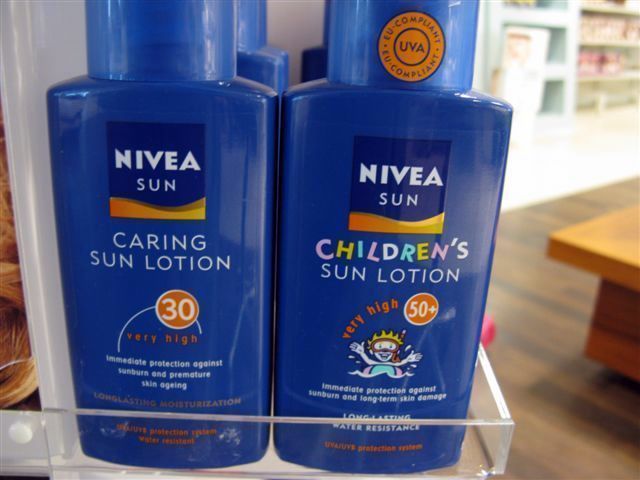 NIVEA
SUN
CARING
SUN LOTION
30
very high
Immediate protection against
sunburn and premature
skin ageing
LONGLASTING MOISTURIZATION
UVA/UVB protection system
Water resistant
EU-COMPLIANT
UVA
EU-COMPLIANT
NIVEA
SUN
CHILDREN'S
SUN LOTION
very high 50+
Immediate protection against
sunburn and long-term skin damage
LONG-LASTING
WATER RESISTANCE
UVA/UVB protection system